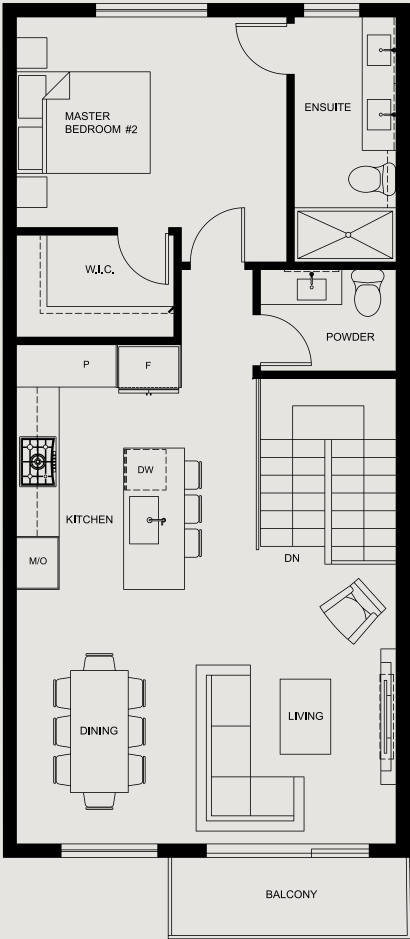 MASTER
BEDROOM #2
ENSUITE
W.I.C.
POWDER
P
F
DW
KITCHEN
M/O
DN
DINING
LIVING
BALCONY